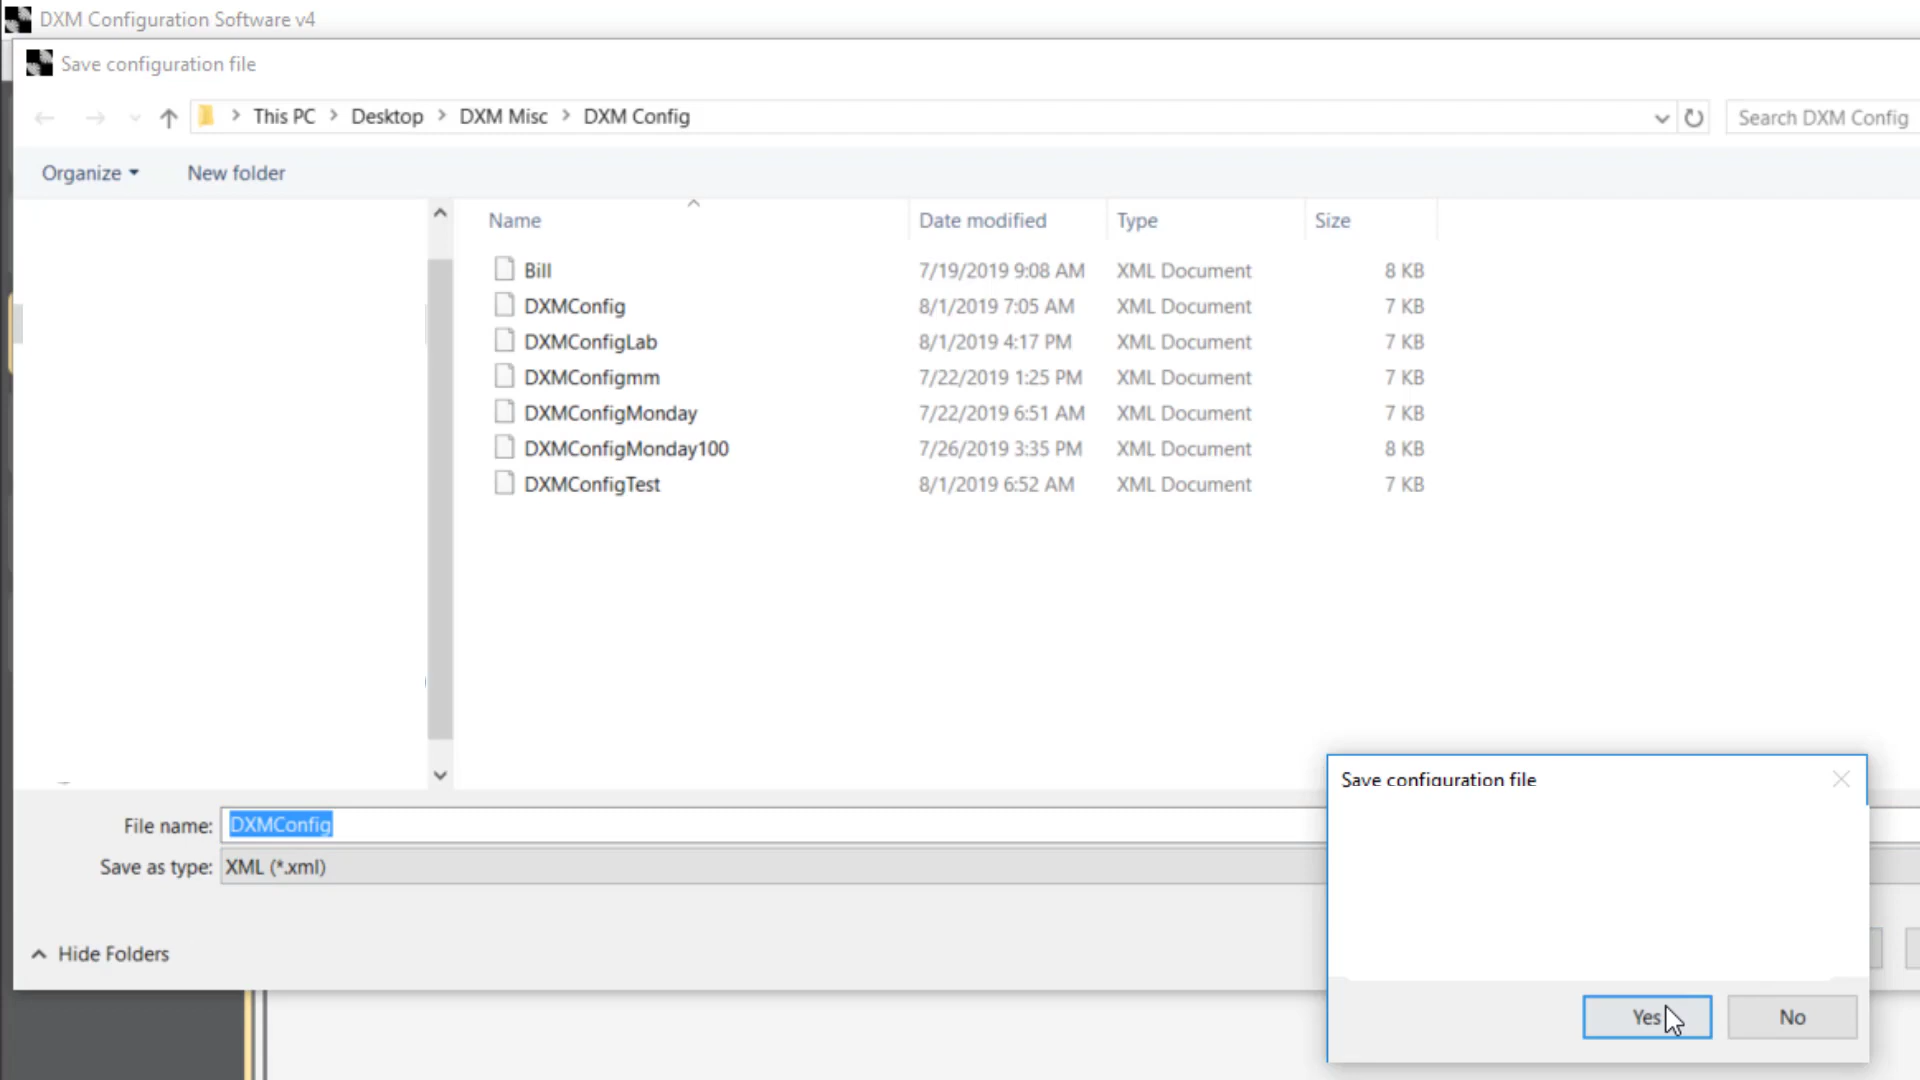 DXM Configuration Software v4
Save configuration file
This PC > Desktop > DXM Misc > DXM Config
Search DXM Config
Organize
New folder
Name Date modified Type Size
Bill 7/19/2019 9:08 AM XML Document 8 KB
DXMConfig 8/1/2019 7:05 AM XML Document 7 KB
DXMConfigLab 8/1/2019 4:17 PM XML Document 7 KB
DXMConfigmm 7/22/2019 1:25 PM XML Document 7 KB
DXMConfigMonday 7/22/2019 6:51 AM XML Document 7 KB
DXMConfigMonday100 7/26/2019 3:35 PM XML Document 8 KB
DXMConfigTest 8/1/2019 6:52 AM XML Document 7 KB
File name: DXMConfig
Save as type: XML (*.xml)
Hide Folders
Save configuration file
Yes
No